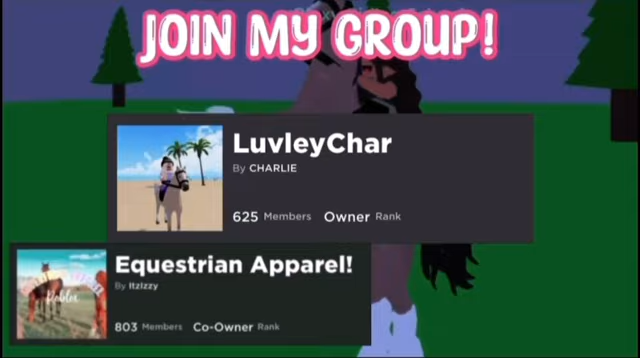 JOIN MY GROUP!
LuvleyChar
By CHARLIE
625 Members Owner Rank
Equestrian Apparel!
By Itzlzzy
803 Members Co-Owner Rank
Roblox